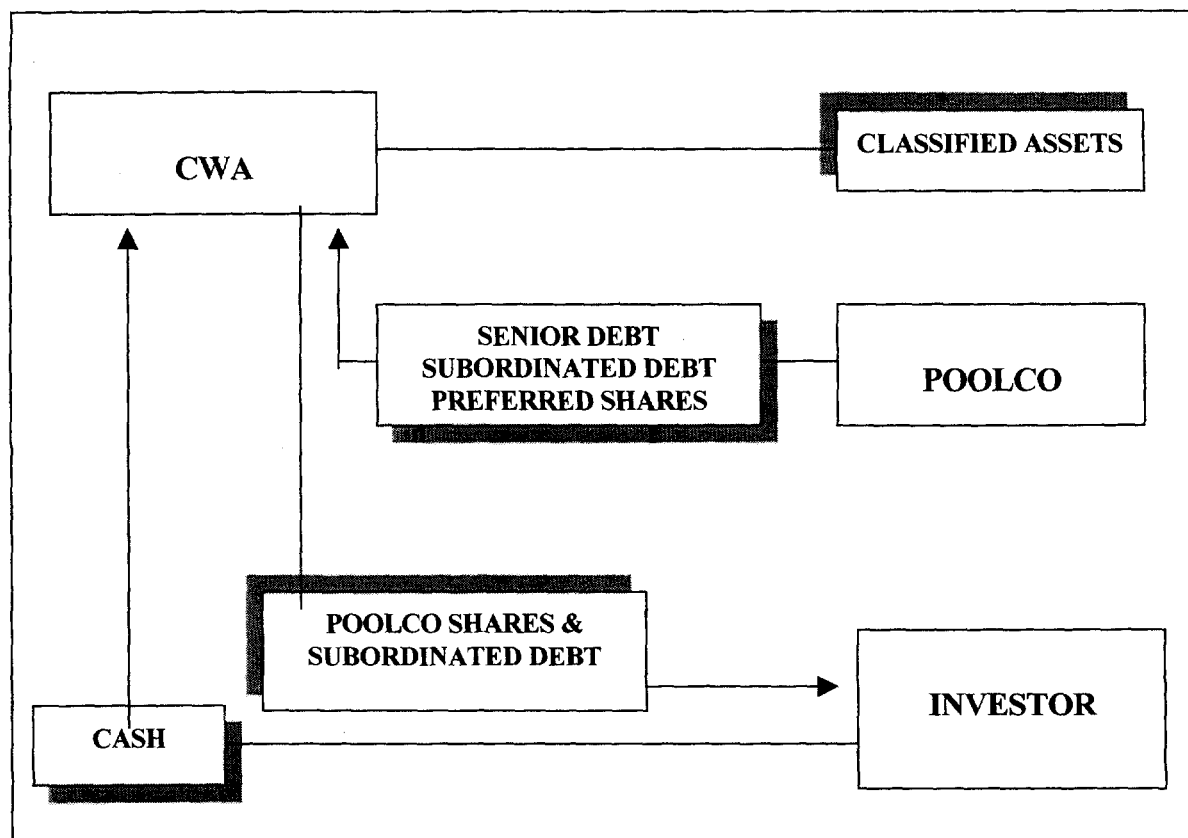 CWA
CLASSIFIED ASSETS
SENIOR DEBT
SUBORDINATED DEBT
PREFERRED SHARES
POOLCO
POOLCO SHARES &
SUBORDINATED DEBT
INVESTOR
CASH